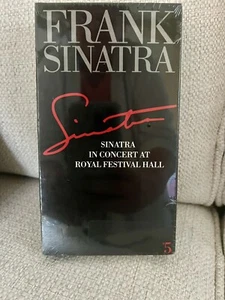 FRANK
SINATRA
Sinatra
SINATRA
IN CONCERT AT
ROYAL FESTIVAL HALL
5